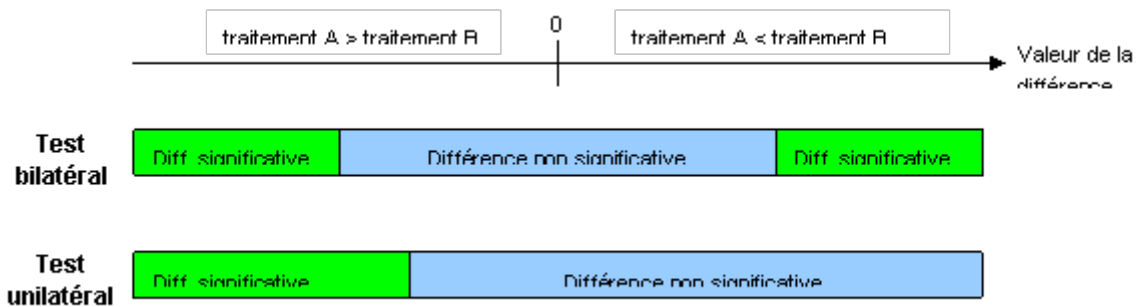 traitement A > traitement B
0
traitement A < traitement B
Valeur de la
différence
Test
bilatéral
Diff. significative
Différence non significative
Diff. significative
Test
unilatéral
Diff. significative
Différence non significative